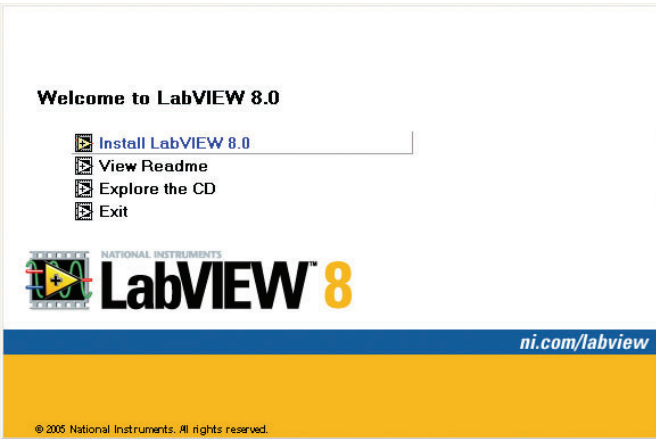 Welcome to LabVIEW 8.0
Install LabVIEW 8.0
View Readme
Explore the CD
Exit
NATIONAL INSTRUMENTS
LabVIEW™ 8
ni.com/labview
© 2005 National Instruments. All rights reserved.